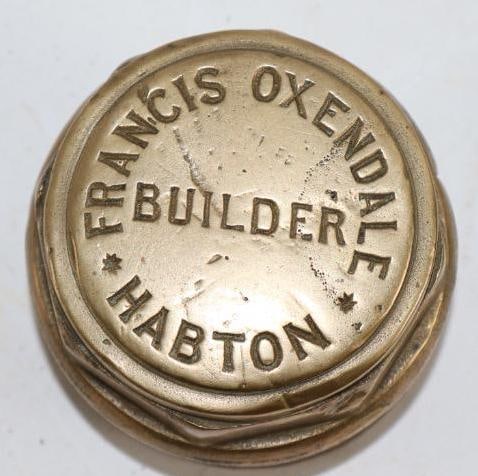 FRANCIS OXENDALE
BUILDER
* HABTON *